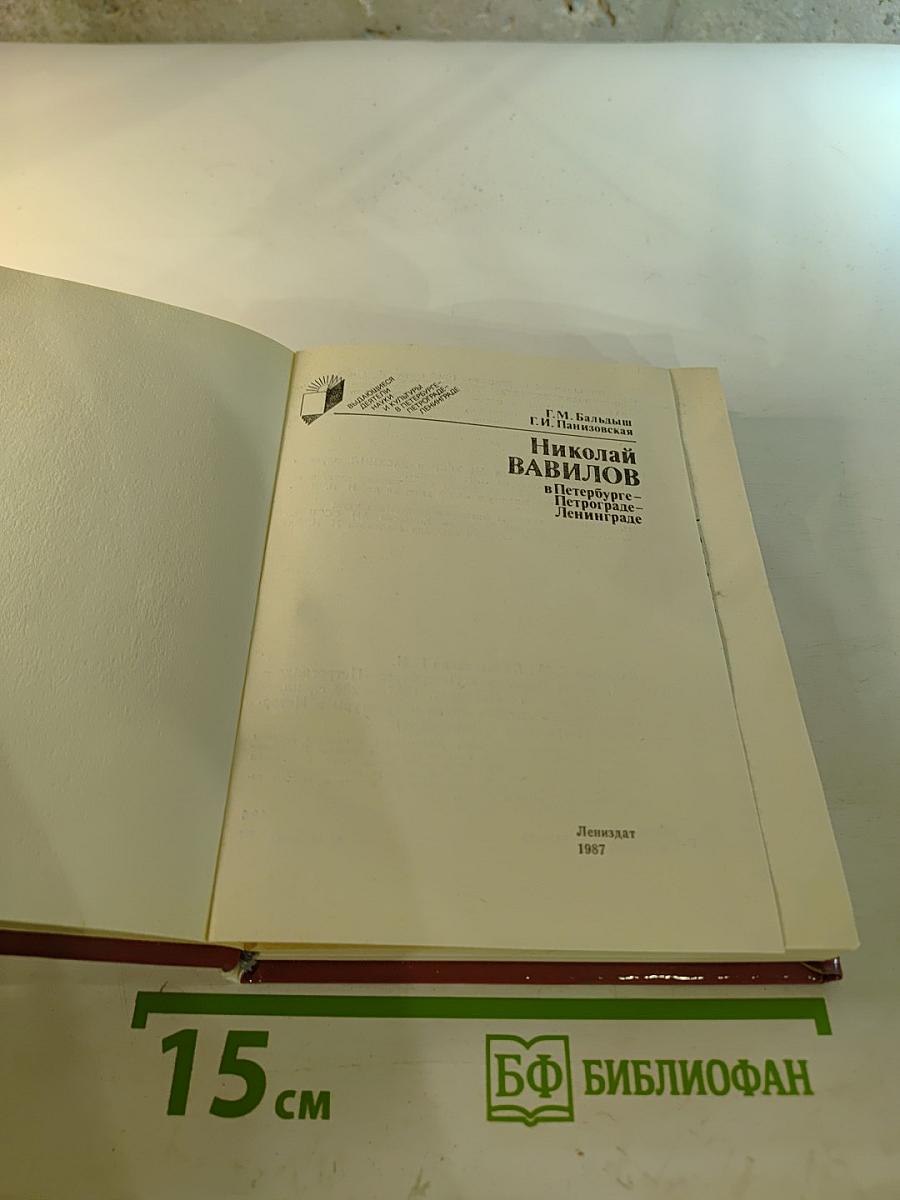 ВЫДАЮЩИЕСЯ
ДЕЯТЕЛИ
НАУКИ
И КУЛЬТУРЫ
В ПЕТЕРБУРГЕ–
ПЕТРОГРАДЕ–
ЛЕНИНГРАДЕ
Г. М. Бальдыш
Г. И. Панизовская
Николай
ВАВИЛОВ
в Петербурге–
Петрограде–
Ленинграде
Лениздат
1987
15 см
БФ БИБЛИОФАН